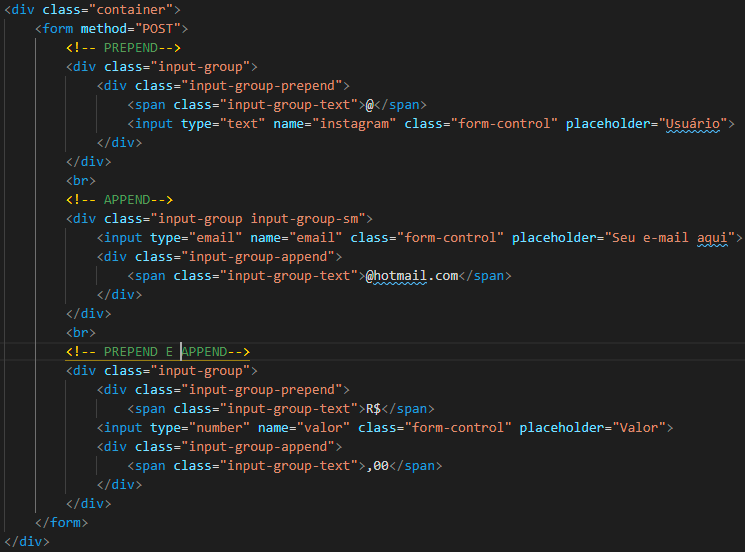 <div class="container">
<form method="POST">
<!-- PREPEND-->
<div class="input-group">
<div class="input-group-prepend">
<span class="input-group-text">@</span>
<input type="text" name="instagram" class="form-control" placeholder="Usuário">
</div>
</div>
<br>
<!-- APPEND-->
<div class="input-group input-group-sm">
<input type="email" name="email" class="form-control" placeholder="Seu e-mail aqui">
<div class="input-group-append">
<span class="input-group-text">@hotmail.com</span>
</div>
</div>
<br>
<!-- PREPEND E APPEND-->
<div class="input-group">
<div class="input-group-prepend">
<span class="input-group-text">R$</span>
<input type="number" name="valor" class="form-control" placeholder="Valor">
<div class="input-group-append">
<span class="input-group-text">,00</span>
</div>
</div>
</form>
</div>